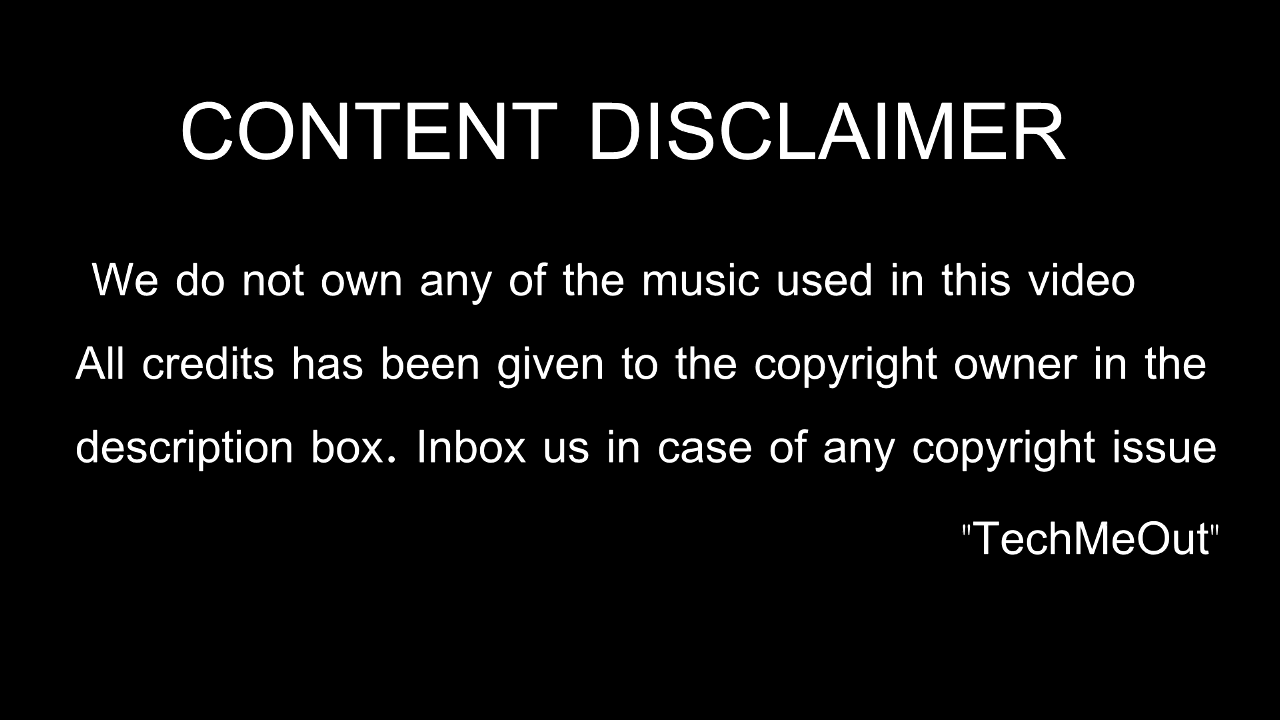 CONTENT DISCLAIMER
We do not own any of the music used in this video
All credits has been given to the copyright owner in the
description box. Inbox us in case of any copyright issue
"TechMeOut"